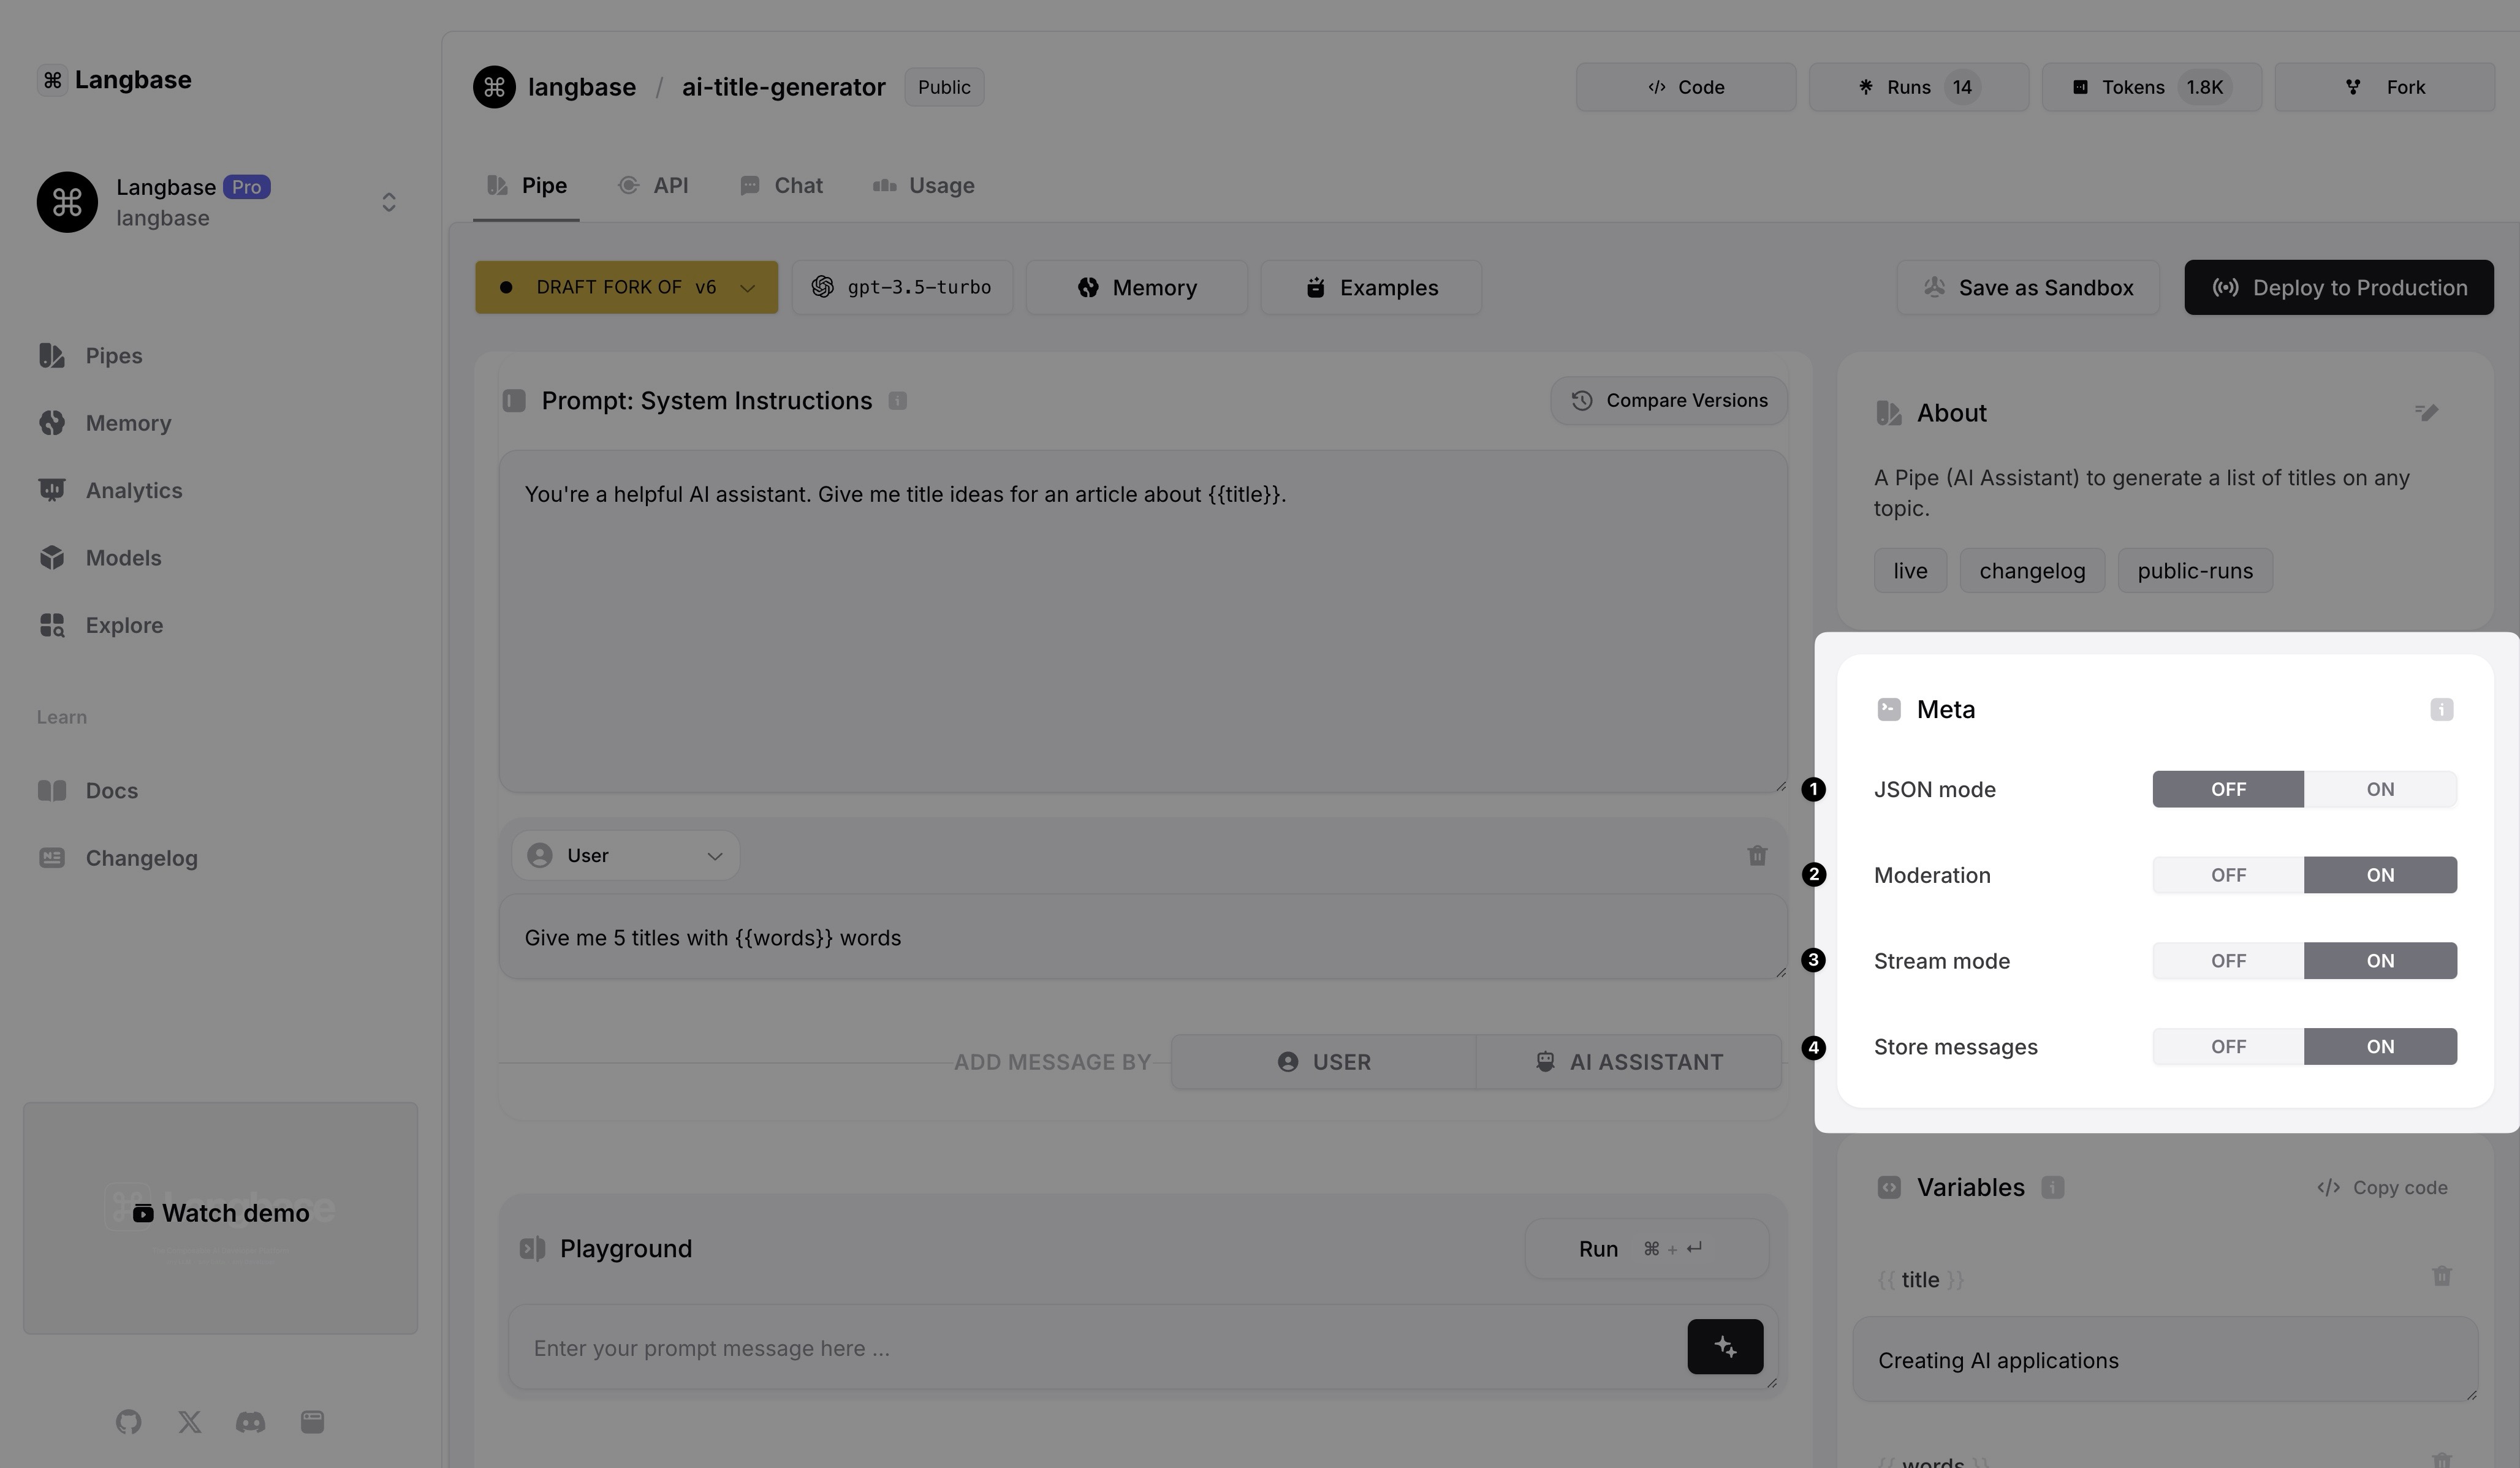 Langbase
Langbase Pro
langbase
Pipes
Memory
Analytics
Models
Explore
Learn
Docs
Changelog
Watch demo
langbase / ai-title-generator Public
Code
Runs 14
Tokens 1.8K
Fork
Pipe
API
Chat
Usage
DRAFT FORK OF v6
gpt-3.5-turbo
Memory
Examples
Save as Sandbox
Deploy to Production
Prompt: System Instructions
Compare Versions
You're a helpful AI assistant. Give me title ideas for an article about {{title}}.
User
Give me 5 titles with {{words}} words
ADD MESSAGE BY
USER
AI ASSISTANT
Playground
Run ⌘ + ↵
Enter your prompt message here ...
About
A Pipe (AI Assistant) to generate a list of titles on any
topic.
live
changelog
public-runs
Meta
1 JSON mode OFF ON
2 Moderation OFF ON
3 Stream mode OFF ON
4 Store messages OFF ON
Variables
Copy code
{{ title }}
Creating AI applications
{{ words }}